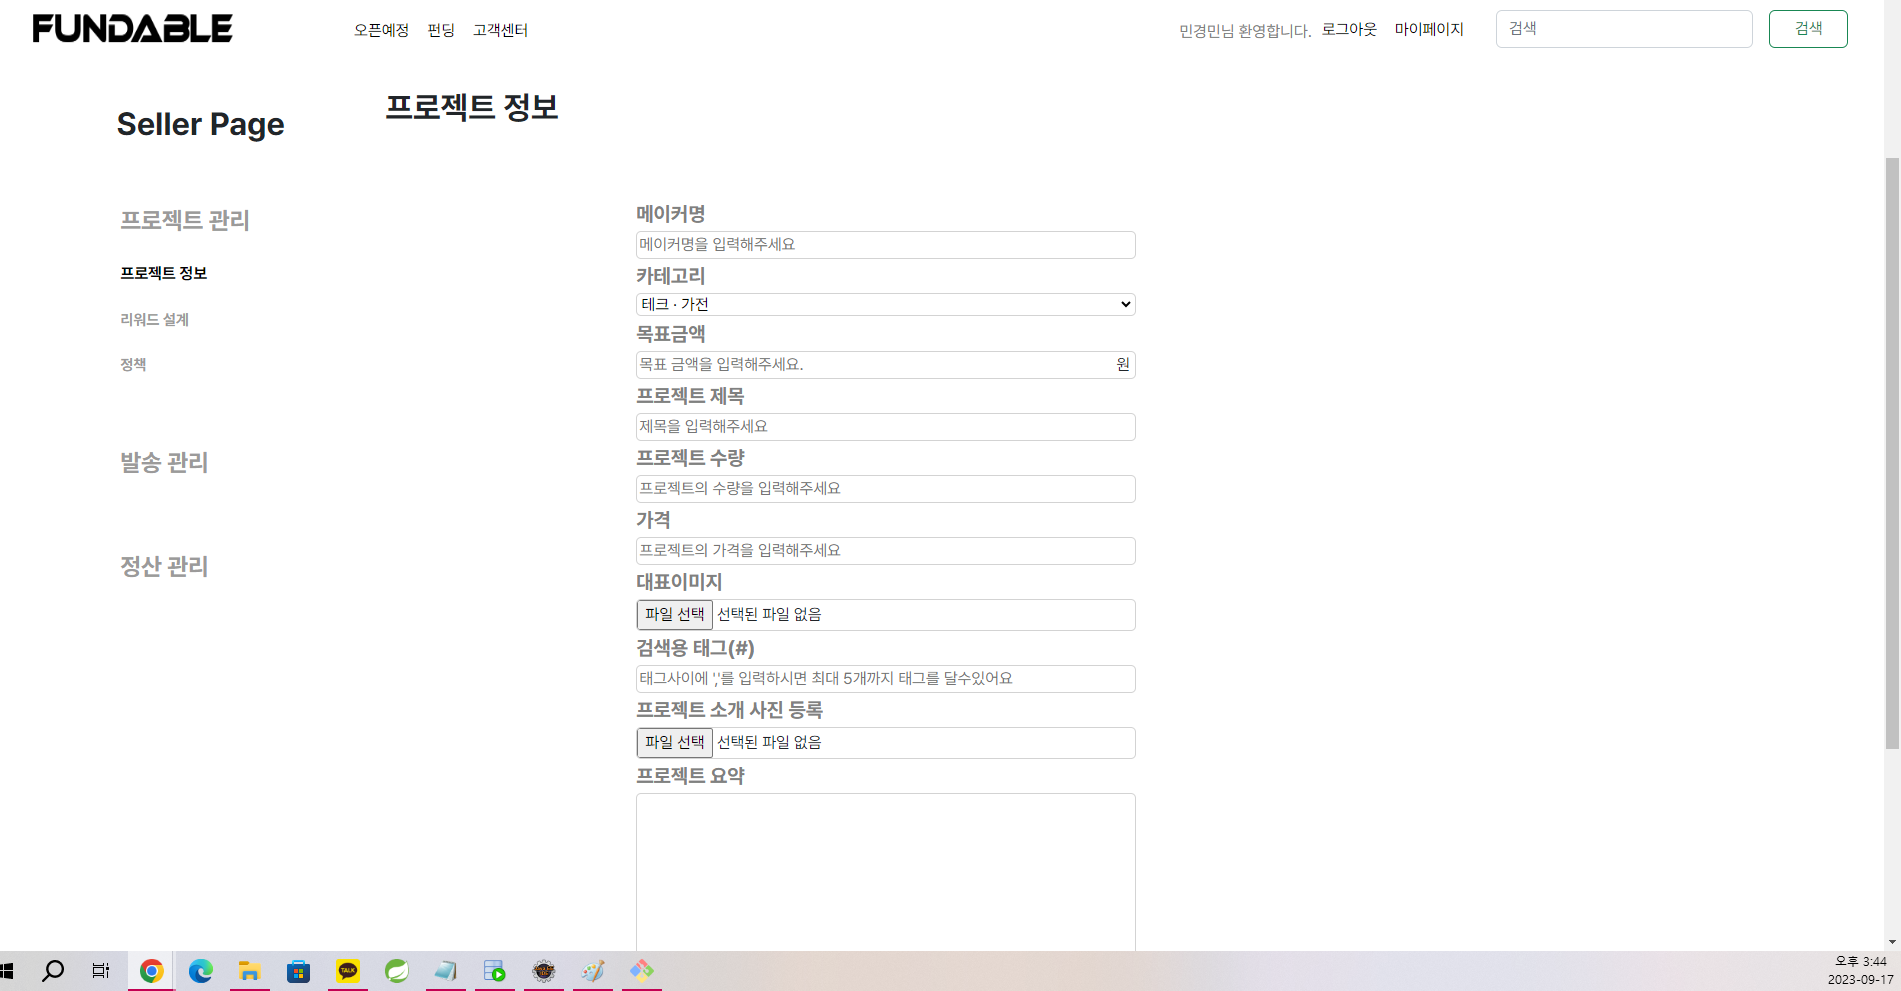 FUNDABLE 오픈예정 펀딩 고객센터 민경민님 환영합니다. 로그아웃 마이페이지 검색 검색
Seller Page
프로젝트 관리
프로젝트 정보
리워드 설계
정책
발송 관리
정산 관리
프로젝트 정보
메이커명
메이커명을 입력해주세요
카테고리
테크 · 가전
목표금액
목표 금액을 입력해주세요. 원
프로젝트 제목
제목을 입력해주세요
프로젝트 수량
프로젝트의 수량을 입력해주세요
가격
프로젝트의 가격을 입력해주세요
대표이미지
파일 선택 선택된 파일 없음
검색용 태그(#)
태그사이에 ','를 입력하시면 최대 5개까지 태그를 달수있어요
프로젝트 소개 사진 등록
파일 선택 선택된 파일 없음
프로젝트 요약
TALK
오후 3:44
2023-09-17